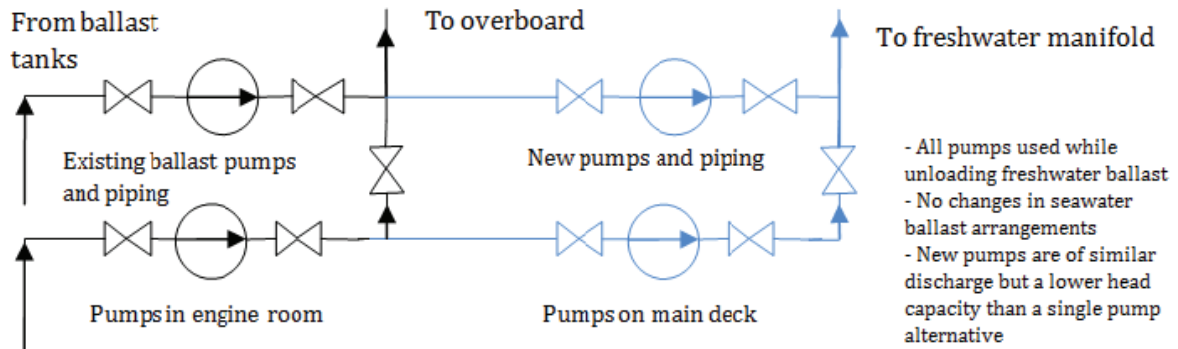 From ballast
tanks
To overboard
To freshwater manifold
Existing ballast pumps
and piping
New pumps and piping
Pumps in engine room
Pumps on main deck
- All pumps used while
unloading freshwater ballast
- No changes in seawater
ballast arrangements
- New pumps are of similar
discharge but a lower head
capacity than a single pump
alternative